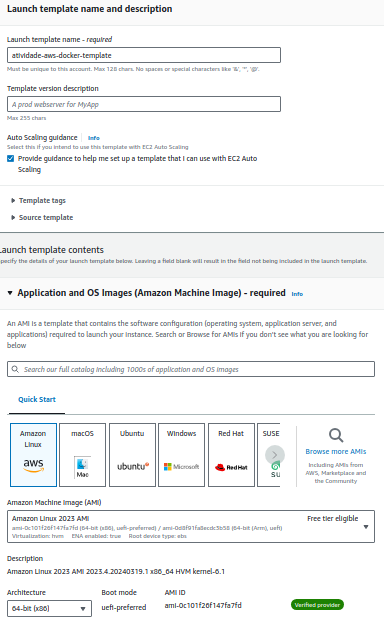 Launch template name and description
Launch template name - required
atividade-aws-docker-template
Must be unique to this account. Max 128 chars. No spaces or special characters like '&', '*', '@'.
Template version description
A prod webserver for MyApp
Max 255 chars
Auto Scaling guidance Info
Select this if you intend to use this template with EC2 Auto Scaling
Provide guidance to help me set up a template that I can use with EC2 Auto
Scaling
Template tags
Source template
Launch template contents
pecify the details of your launch template below. Leaving a field blank will result in the field not being included in the launch template.
Application and OS Images (Amazon Machine Image) - required Info
An AMI is a template that contains the software configuration (operating system, application server, and
applications) required to launch your instance. Search or Browse for AMIs if you don't see what you are looking for
below
Search our full catalog including 1000s of application and OS images
Quick Start
Amazon
Linux
aws
macOS
Mac
Ubuntu
ubuntu
Windows
Microsoft
Red Hat
Red Hat
SUSE
SU
Browse more AMIs
Including AMIs from
AWS, Marketplace and
the Community
Amazon Machine Image (AMI)
Amazon Linux 2023 AMI Free tier eligible
ami-0c101f26f147fa7fd (64-bit (x86), uefi-preferred) / ami-0d8f91fa8ecdc3b58 (64-bit (Arm), uefi)
Virtualization: hvm ENA enabled: true Root device type: ebs
Description
Amazon Linux 2023 AMI 2023.4.20240319.1 x86_64 HVM kernel-6.1
Architecture Boot mode AMI ID
64-bit (x86) uefi-preferred ami-0c101f26f147fa7fd Verified provider